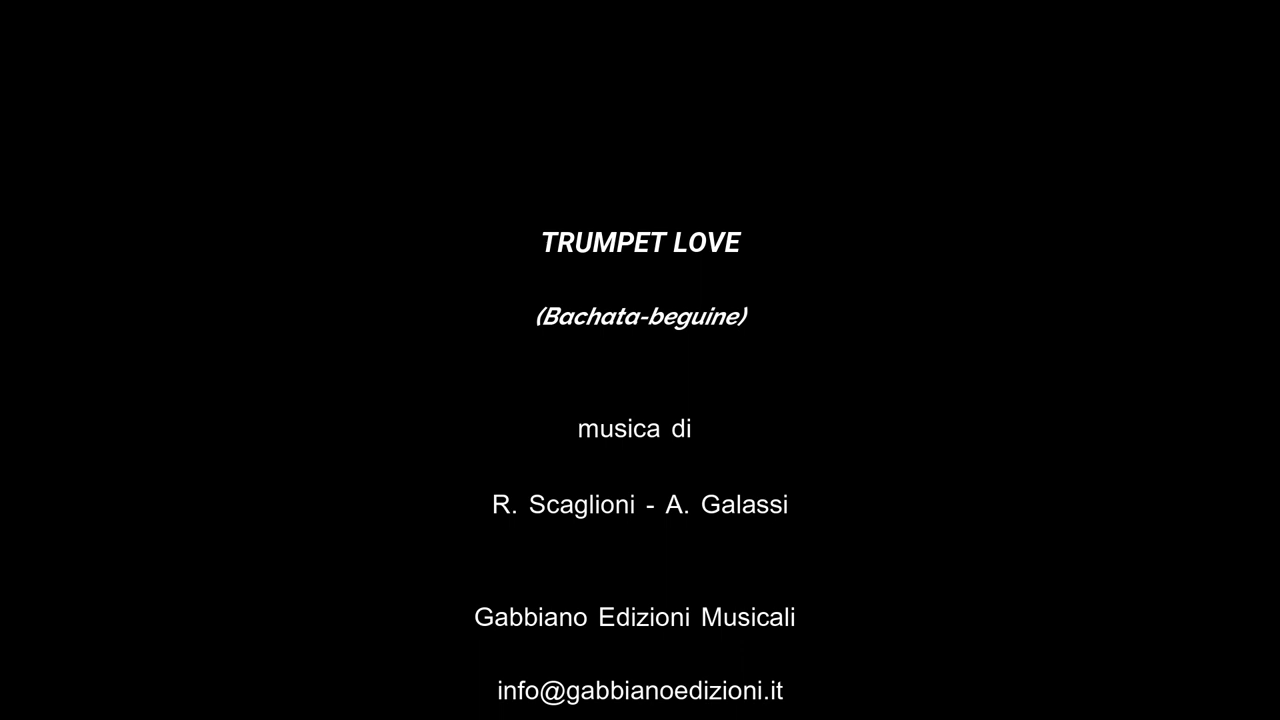 TRUMPET LOVE
(Bachata-beguine)
musica di
R. Scaglioni - A. Galassi
Gabbiano Edizioni Musicali
info@gabbianoedizioni.it